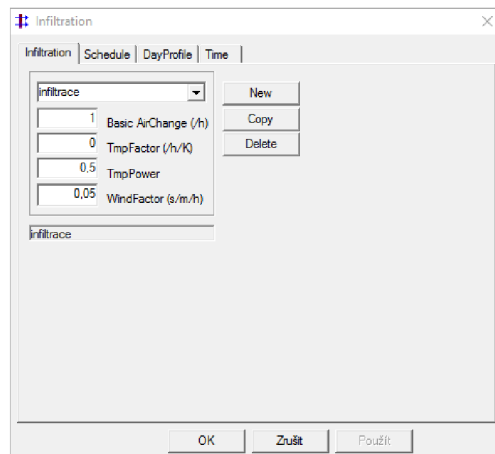 Infiltration
Infiltration Schedule DayProfile Time
infiltrace New
1 Basic AirChange (/h) Copy
0 TmpFactor (/h/K) Delete
0,5 TmpPower
0,05 WindFactor (s/m/h)
infiltrace
OK Zrušit Použít